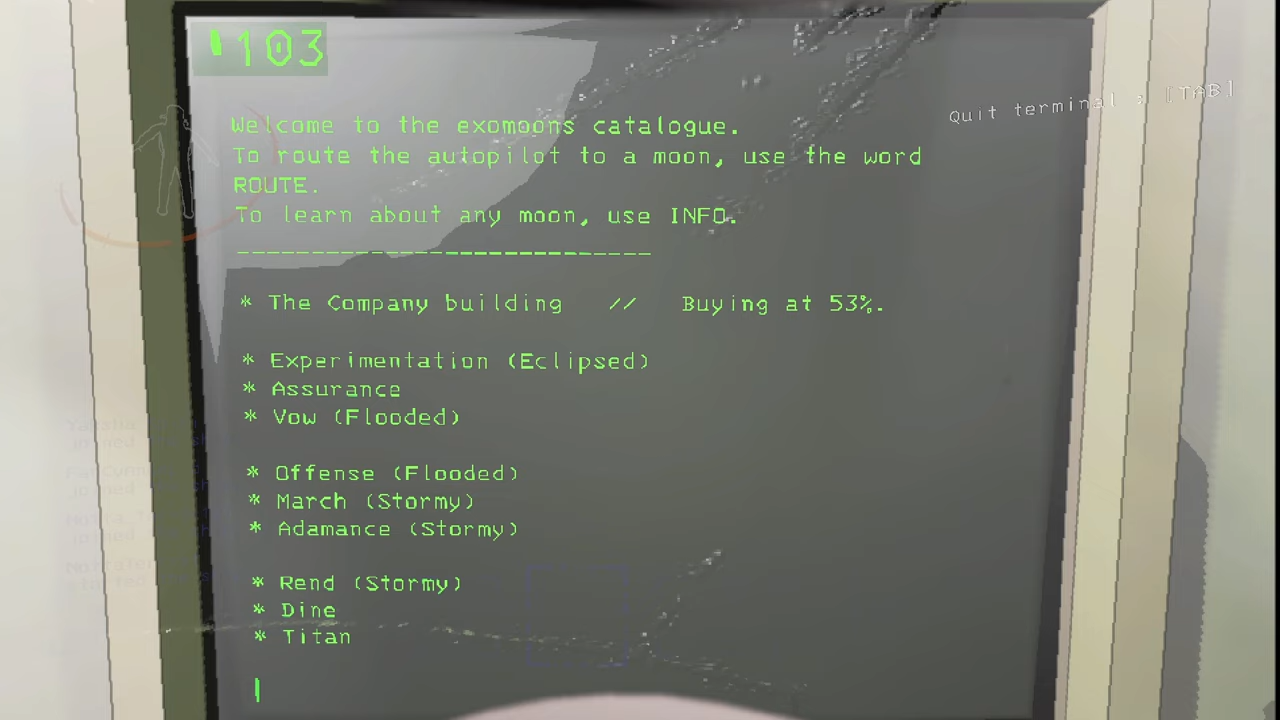 ▮103
Quit terminal : [TAB]
Welcome to the exomoons catalogue.
To route the autopilot to a moon, use the word
ROUTE.
To learn about any moon, use INFO.
----------------------------
* The Company building // Buying at 53%.
* Experimentation (Eclipsed)
* Assurance
* Vow (Flooded)
* Offense (Flooded)
* March (Stormy)
* Adamance (Stormy)
* Rend (Stormy)
* Dine
* Titan